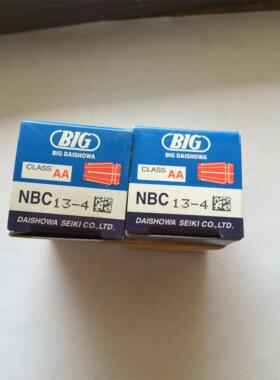 BIG
BIG DAISHOWA
CLASS
AA
NBC 13-4
DAISHOWA SEIKI CO.,LTD.
BIG
BIG DAISHOWA
CLASS
AA
NBC 13-4
DAISHOWA SEIKI CO.,LTD.